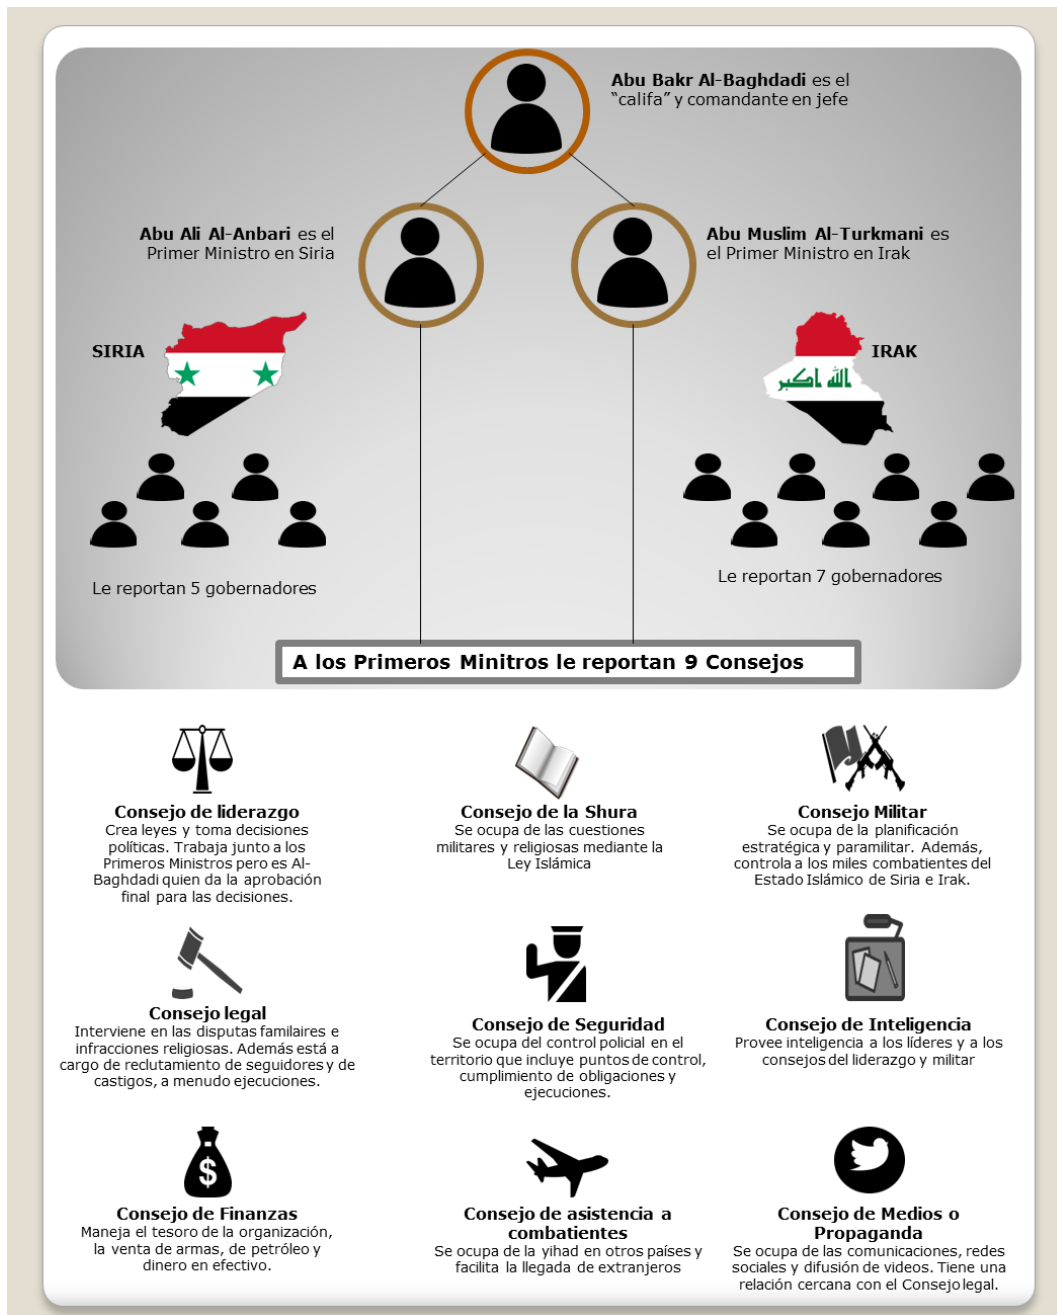 Abu Bakr Al-Baghdadi es el
“califa” y comandante en jefe
Abu Ali Al-Anbari es el
Primer Ministro en Siria
Abu Muslim Al-Turkmani es
el Primer Ministro en Irak
SIRIA
IRAK
الله اكبر
Le reportan 5 gobernadores
Le reportan 7 gobernadores
A los Primeros Minitros le reportan 9 Consejos
Consejo de liderazgo
Crea leyes y toma decisiones
políticas. Trabaja junto a los
Primeros Ministros pero es Al-
Baghdadi quien da la aprobación
final para las decisiones.
Consejo de la Shura
Se ocupa de las cuestiones
militares y religiosas mediante la
Ley Islámica
Consejo Militar
Se ocupa de la planificación
estratégica y paramilitar. Además,
controla a los miles combatientes del
Estado Islámico de Siria e Irak.
Consejo legal
Interviene en las disputas familaires e
infracciones religiosas. Además está a
cargo de reclutamiento de seguidores y de
castigos, a menudo ejecuciones.
Consejo de Seguridad
Se ocupa del control policial en el
territorio que incluye puntos de control,
cumplimiento de obligaciones y
ejecuciones.
Consejo de Inteligencia
Provee inteligencia a los líderes y a los
consejos del liderazgo y militar
$
Consejo de Finanzas
Maneja el tesoro de la organización,
la venta de armas, de petróleo y
dinero en efectivo.
Consejo de asistencia a
combatientes
Se ocupa de la yihad en otros países y
facilita la llegada de extranjeros
Consejo de Medios o
Propaganda
Se ocupa de las comunicaciones, redes
sociales y difusión de videos. Tiene una
relación cercana con el Consejo legal.